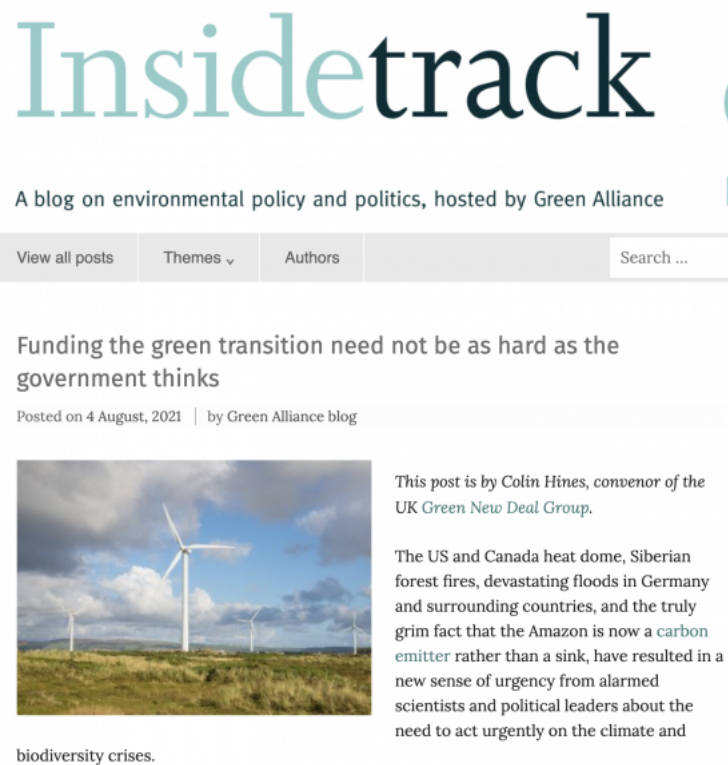 Insidetrack
A blog on environmental policy and politics, hosted by Green Alliance
View all posts
Themes
Authors
Search ...
Funding the green transition need not be as hard as the
government thinks
Posted on 4 August, 2021
by Green Alliance blog
This post is by Colin Hines, convenor of the
UK Green New Deal Group.
The US and Canada heat dome, Siberian
forest fires, devastating floods in Germany
and surrounding countries, and the truly
grim fact that the Amazon is now a carbon
emitter rather than a sink, have resulted in a
new sense of urgency from alarmed
scientists and political leaders about the
need to act urgently on the climate and
biodiversity crises.